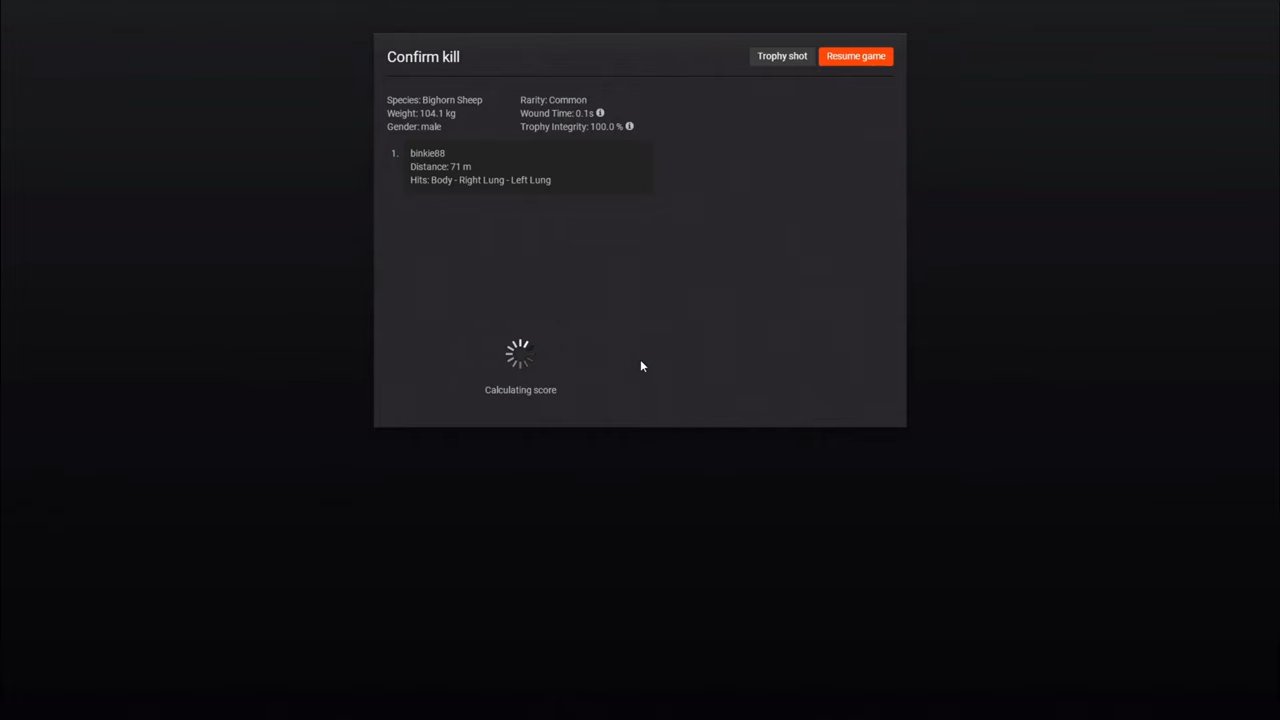 Confirm kill
Trophy shot
Resume game
Species: Bighorn Sheep
Weight: 104.1 kg
Gender: male
Rarity: Common
Wound Time: 0.1s
Trophy Integrity: 100.0 %
1. binkie88
Distance: 71 m
Hits: Body - Right Lung - Left Lung
Calculating score